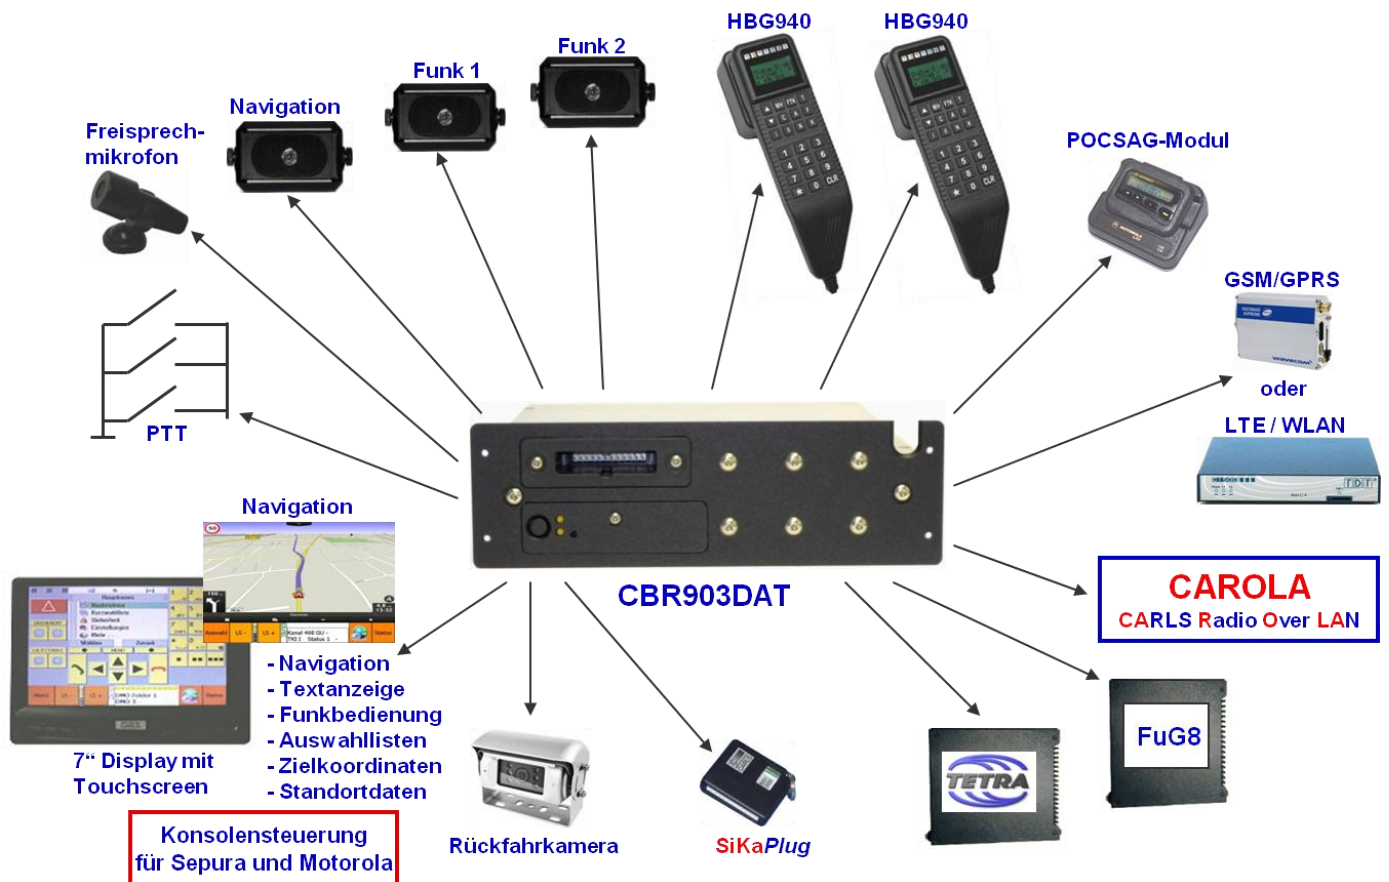 HBG940
HBG940
Funk 2
Funk 1
Navigation
Freisprech-
mikrofon
POCSAG-Modul
GSM/GPRS
wavecom
oder
LTE / WLAN
TDT
PTT
CBR903DAT
CAROLA
CARLS Radio Over LAN
Navigation
- Navigation
- Textanzeige
- Funkbedienung
- Auswahllisten
- Zielkoordinaten
- Standortdaten
7“ Display mit
Touchscreen
Konsolensteuerung
für Sepura und Motorola
Rückfahrkamera
SiKaPlug
TETRA
FuG8